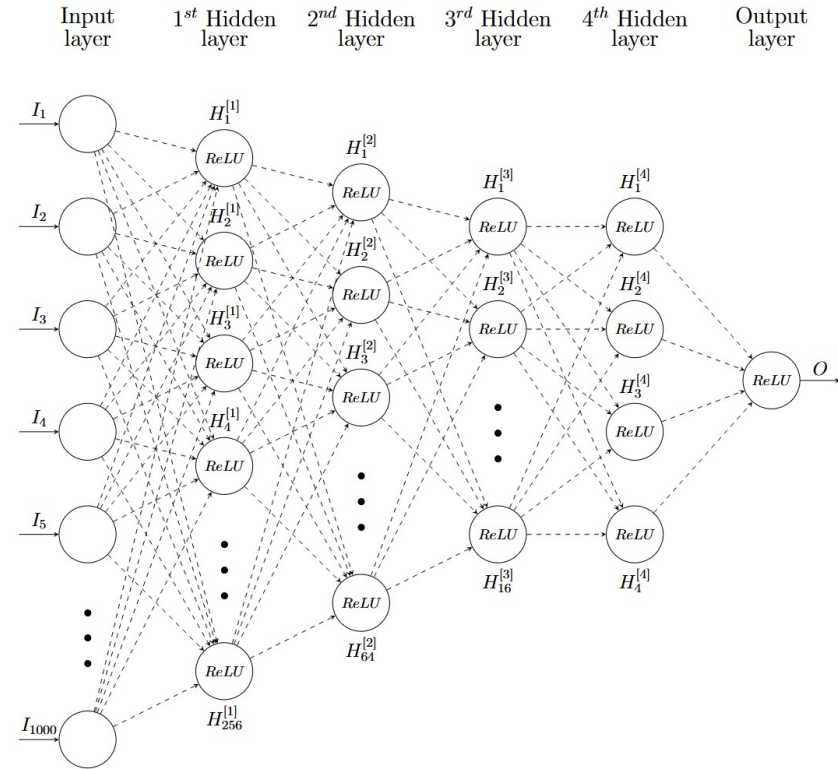 Input layer
1st Hidden layer
2nd Hidden layer
3rd Hidden layer
4th Hidden layer
Output layer
I1
I2
I3
I4
I5
I1000
H1[1]
ReLU
H2[1]
ReLU
H3[1]
ReLU
H4[1]
ReLU
ReLU
H256[1]
H1[2]
ReLU
H2[2]
ReLU
H3[2]
ReLU
ReLU
H64[2]
H1[3]
ReLU
H2[3]
ReLU
ReLU
H16[3]
H1[4]
ReLU
H2[4]
ReLU
H3[4]
ReLU
ReLU
H4[4]
ReLU
O